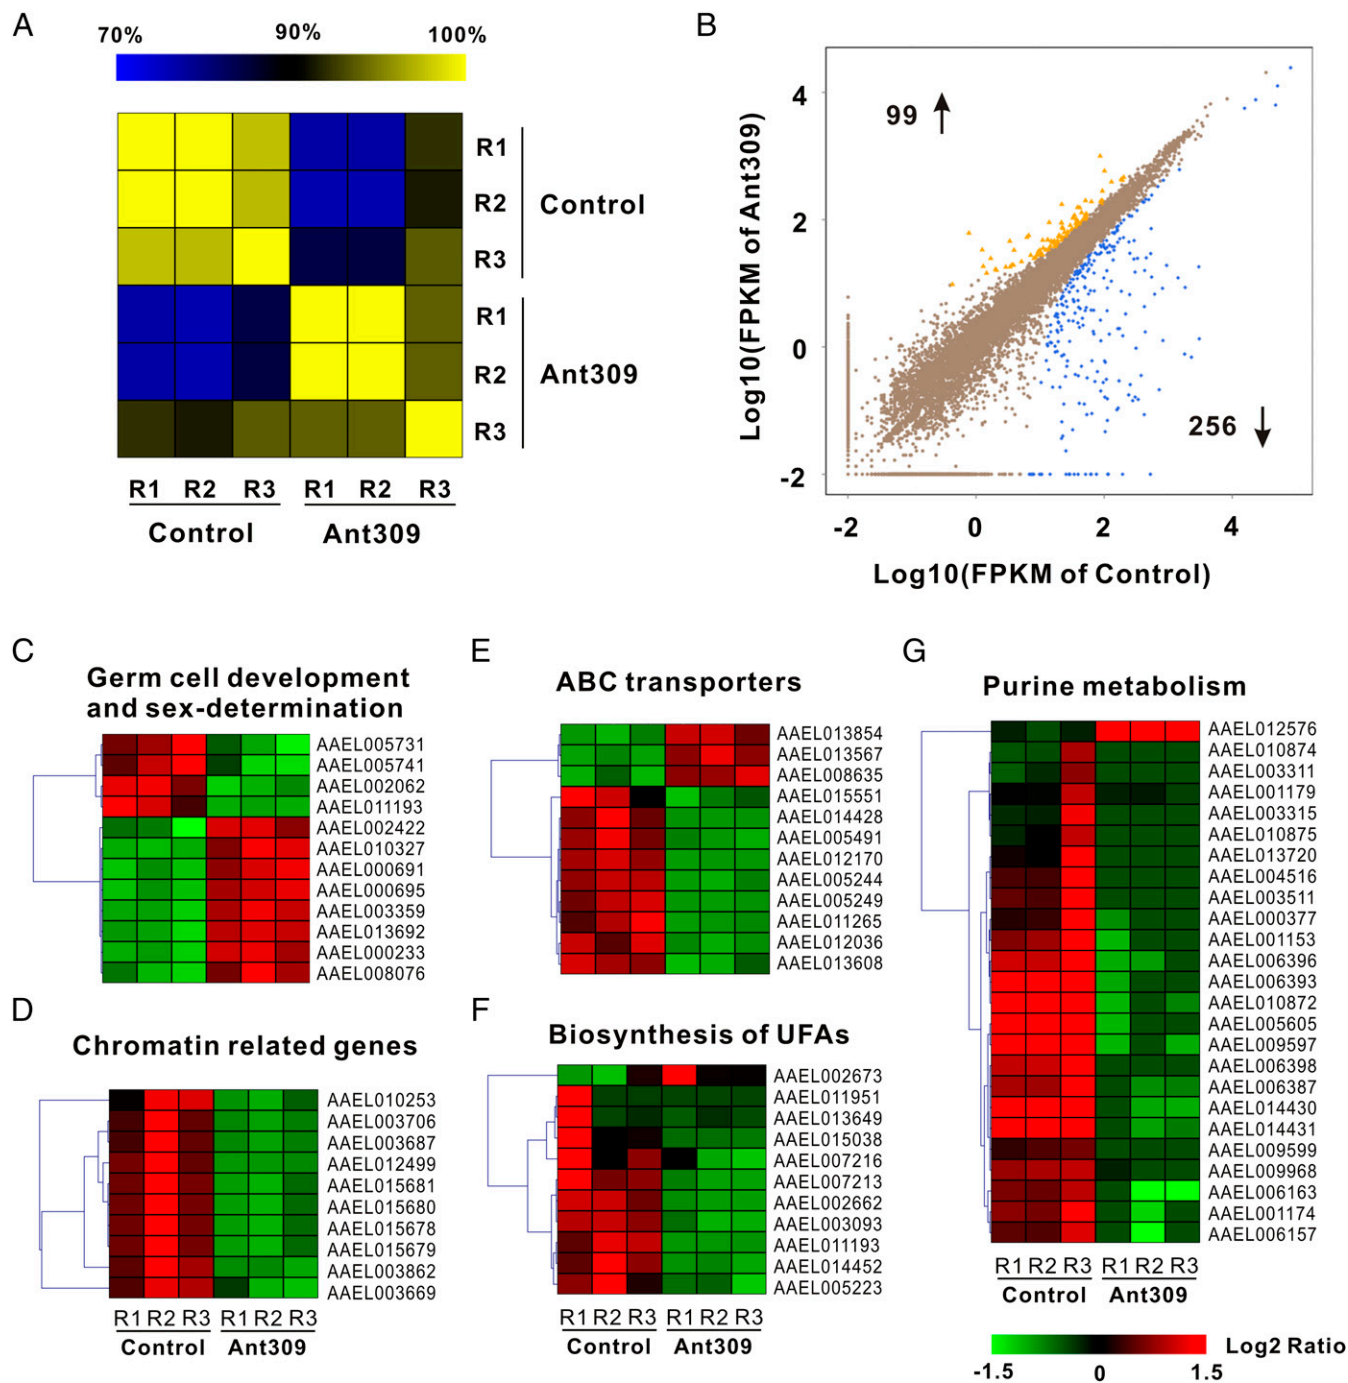 A
70%
90%
100%
R1
R2
R3
Control
R1
R2
R3
Ant309
R1 R2 R3 R1 R2 R3
Control Ant309
B
Log10(FPKM of Ant309)
4
2
0
-2
99
256
-2 0 2 4
Log10(FPKM of Control)
C
Germ cell development
and sex-determination
AAEL005731
AAEL005741
AAEL002062
AAEL011193
AAEL002422
AAEL010327
AAEL000691
AAEL000695
AAEL003359
AAEL013692
AAEL000233
AAEL008076
D
Chromatin related genes
AAEL010253
AAEL003706
AAEL003687
AAEL012499
AAEL015681
AAEL015680
AAEL015678
AAEL015679
AAEL003862
AAEL003669
R1 R2 R3 R1 R2 R3
Control Ant309
E
ABC transporters
AAEL013854
AAEL013567
AAEL008635
AAEL015551
AAEL014428
AAEL005491
AAEL012170
AAEL005244
AAEL005249
AAEL011265
AAEL012036
AAEL013608
F
Biosynthesis of UFAs
AAEL002673
AAEL011951
AAEL013649
AAEL015038
AAEL007216
AAEL007213
AAEL002662
AAEL003093
AAEL011193
AAEL014452
AAEL005223
R1 R2 R3 R1 R2 R3
Control Ant309
G
Purine metabolism
AAEL012576
AAEL010874
AAEL003311
AAEL001179
AAEL003315
AAEL010875
AAEL013720
AAEL004516
AAEL003511
AAEL000377
AAEL001153
AAEL006396
AAEL006393
AAEL010872
AAEL005605
AAEL009597
AAEL006398
AAEL006387
AAEL014430
AAEL014431
AAEL009599
AAEL009968
AAEL006163
AAEL001174
AAEL006157
R1 R2 R3 R1 R2 R3
Control Ant309
Log2 Ratio
-1.5 0 1.5